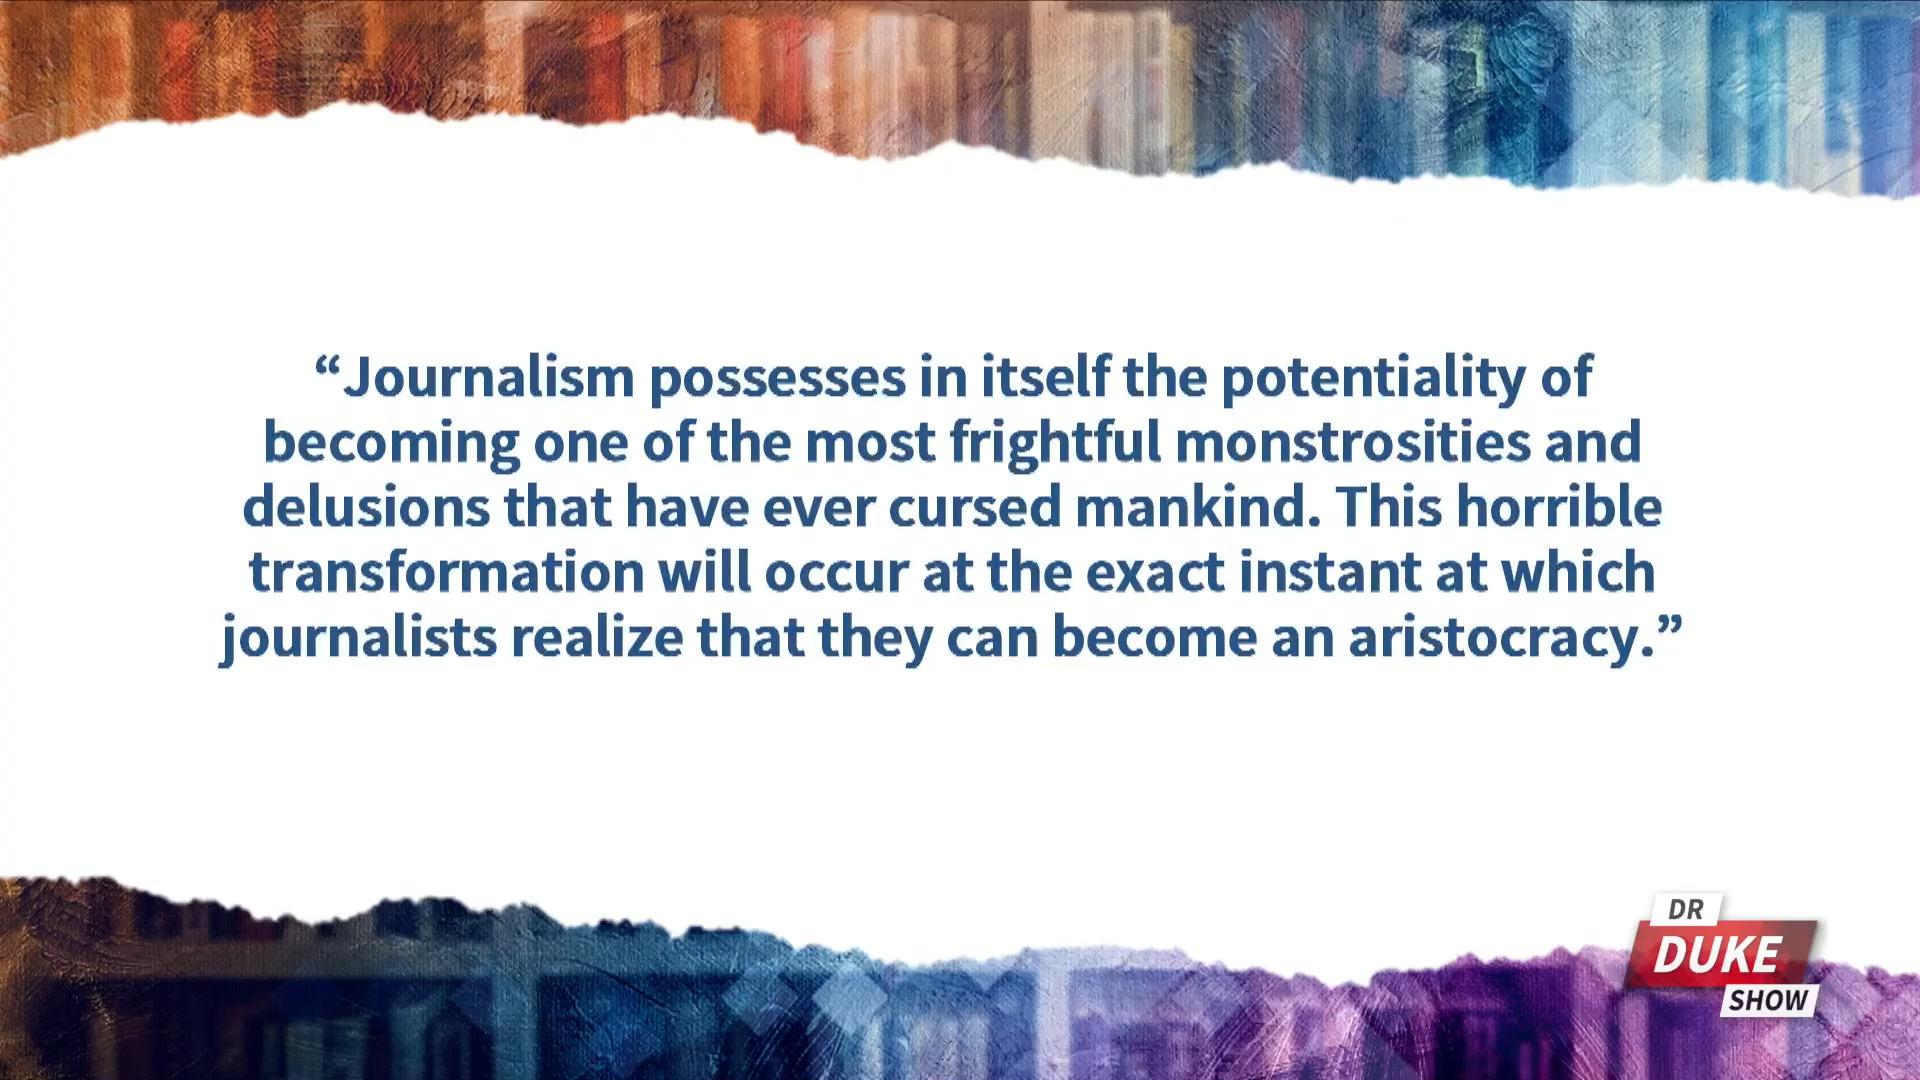 “Journalism possesses in itself the potentiality of
becoming one of the most frightful monstrosities and
delusions that have ever cursed mankind. This horrible
transformation will occur at the exact instant at which
journalists realize that they can become an aristocracy.”
DR
DUKE
SHOW